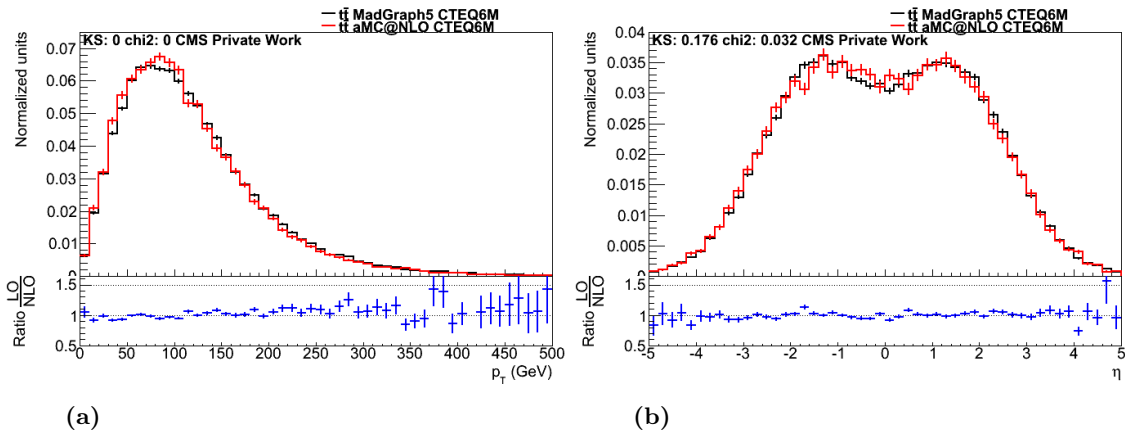 tt̄ MadGraph5 CTEQ6M
tt̄ aMC@NLO CTEQ6M
KS: 0 chi2: 0 CMS Private Work
Normalized units
0.07
0.06
0.05
0.04
0.03
0.02
0.01
0
Ratio LO/NLO
1.5
1
0.5
0 50 100 150 200 250 300 350 400 450 500
p_T (GeV)
(a)
tt̄ MadGraph5 CTEQ6M
tt̄ aMC@NLO CTEQ6M
KS: 0.176 chi2: 0.032 CMS Private Work
Normalized units
0.04
0.035
0.03
0.025
0.02
0.015
0.01
0.005
0
Ratio LO/NLO
1.5
1
0.5
-5 -4 -3 -2 -1 0 1 2 3 4 5
η
(b)